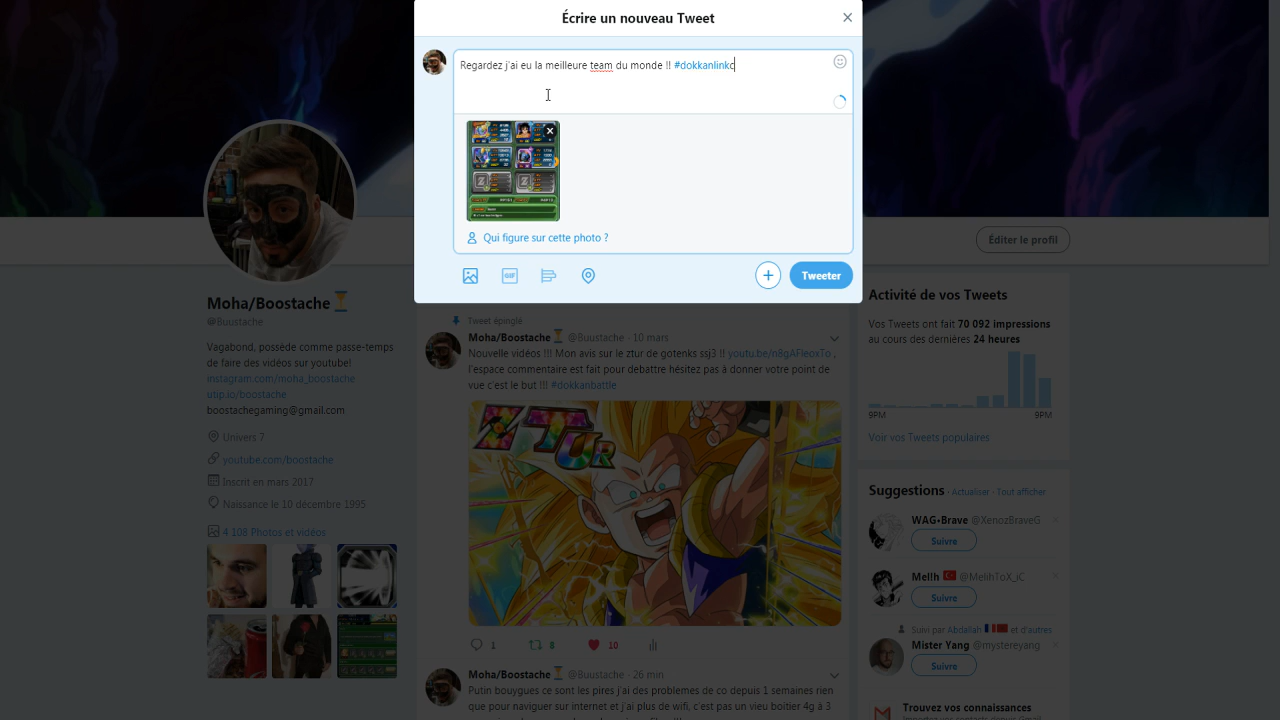 Écrire un nouveau Tweet
Regardez j'ai eu la meilleure team du monde !! #dokkanlinkc
Qui figure sur cette photo ?
GIF
Tweeter
Éditer le profil
Moha/Boostache
@Buustache
Vagabond, possède comme passe-temps
de faire des vidéos sur youtube!
instagram.com/moha_boostache
utip.io/boostache
boostachegaming@gmail.com
Univers 7
youtube.com/boostache
Inscrit en mars 2017
Naissance le 10 décembre 1995
4 108 Photos et vidéos
Tweet épinglé
Moha/Boostache @Buustache · 10 mars
Nouvelle vidéos !!! Mon avis sur le ztur de gotenks ssj3 !! youtu.be/n8gAFleoxTo ,
l'espace commentaire est fait pour debattre hésitez pas à donner votre point de
vue c'est le but !!! #dokkanbattle
ZTUR
1 8 10
Moha/Boostache @Buustache · 26 min
Putin bouygues ce sont les pires j'ai des problemes de co depuis 1 semaines rien
que pour naviguer sur internet et j'ai plus de wifi, c'est pas un vieu boitier 4g à 3
Activité de vos Tweets
Vos Tweets ont fait 70 092 impressions
au cours des dernières 24 heures
9PM 9PM
Voir vos Tweets populaires
Suggestions · Actualiser · Tout afficher
WAG•Brave @XenozBraveG
Suivre
Mel!h @MelihToX_iC
Suivre
Suivi par Abdallah et d'autres
Mister Yang @mystereyang
Suivre
Trouvez vos connaissances